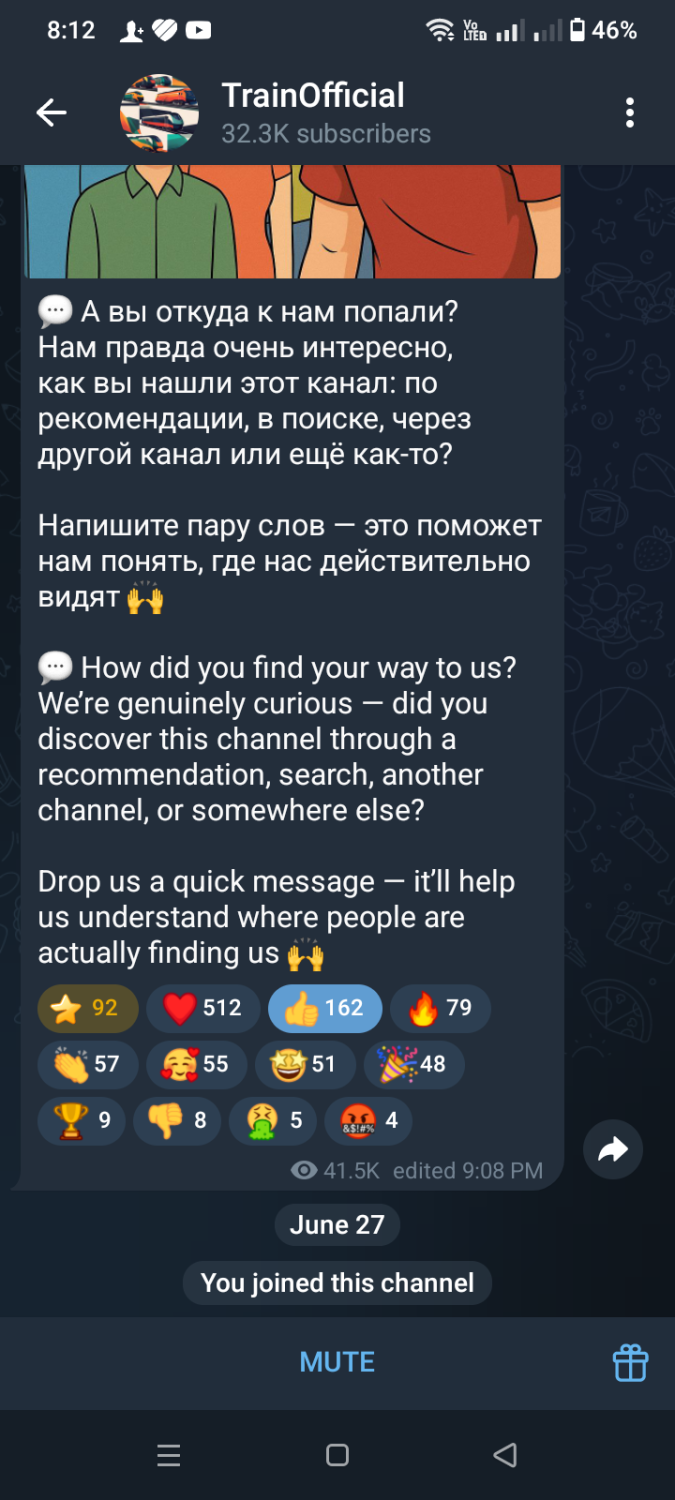 8:12
Vo LTED
46%
TrainOfficial
32.3K subscribers
💬 А вы откуда к нам попали?
Нам правда очень интересно,
как вы нашли этот канал: по
рекомендации, в поиске, через
другой канал или ещё как-то?
Напишите пару слов — это поможет
нам понять, где нас действительно
видят 🙌
💬 How did you find your way to us?
We’re genuinely curious — did you
discover this channel through a
recommendation, search, another
channel, or somewhere else?
Drop us a quick message — it’ll help
us understand where people are
actually finding us 🙌
⭐ 92 ❤️ 512 👍 162 🔥 79
👏 57 🥰 55 🤩 51 🎉 48
🏆 9 👎 8 🤮 5 🤬 4
41.5K edited 9:08 PM
June 27
You joined this channel
MUTE